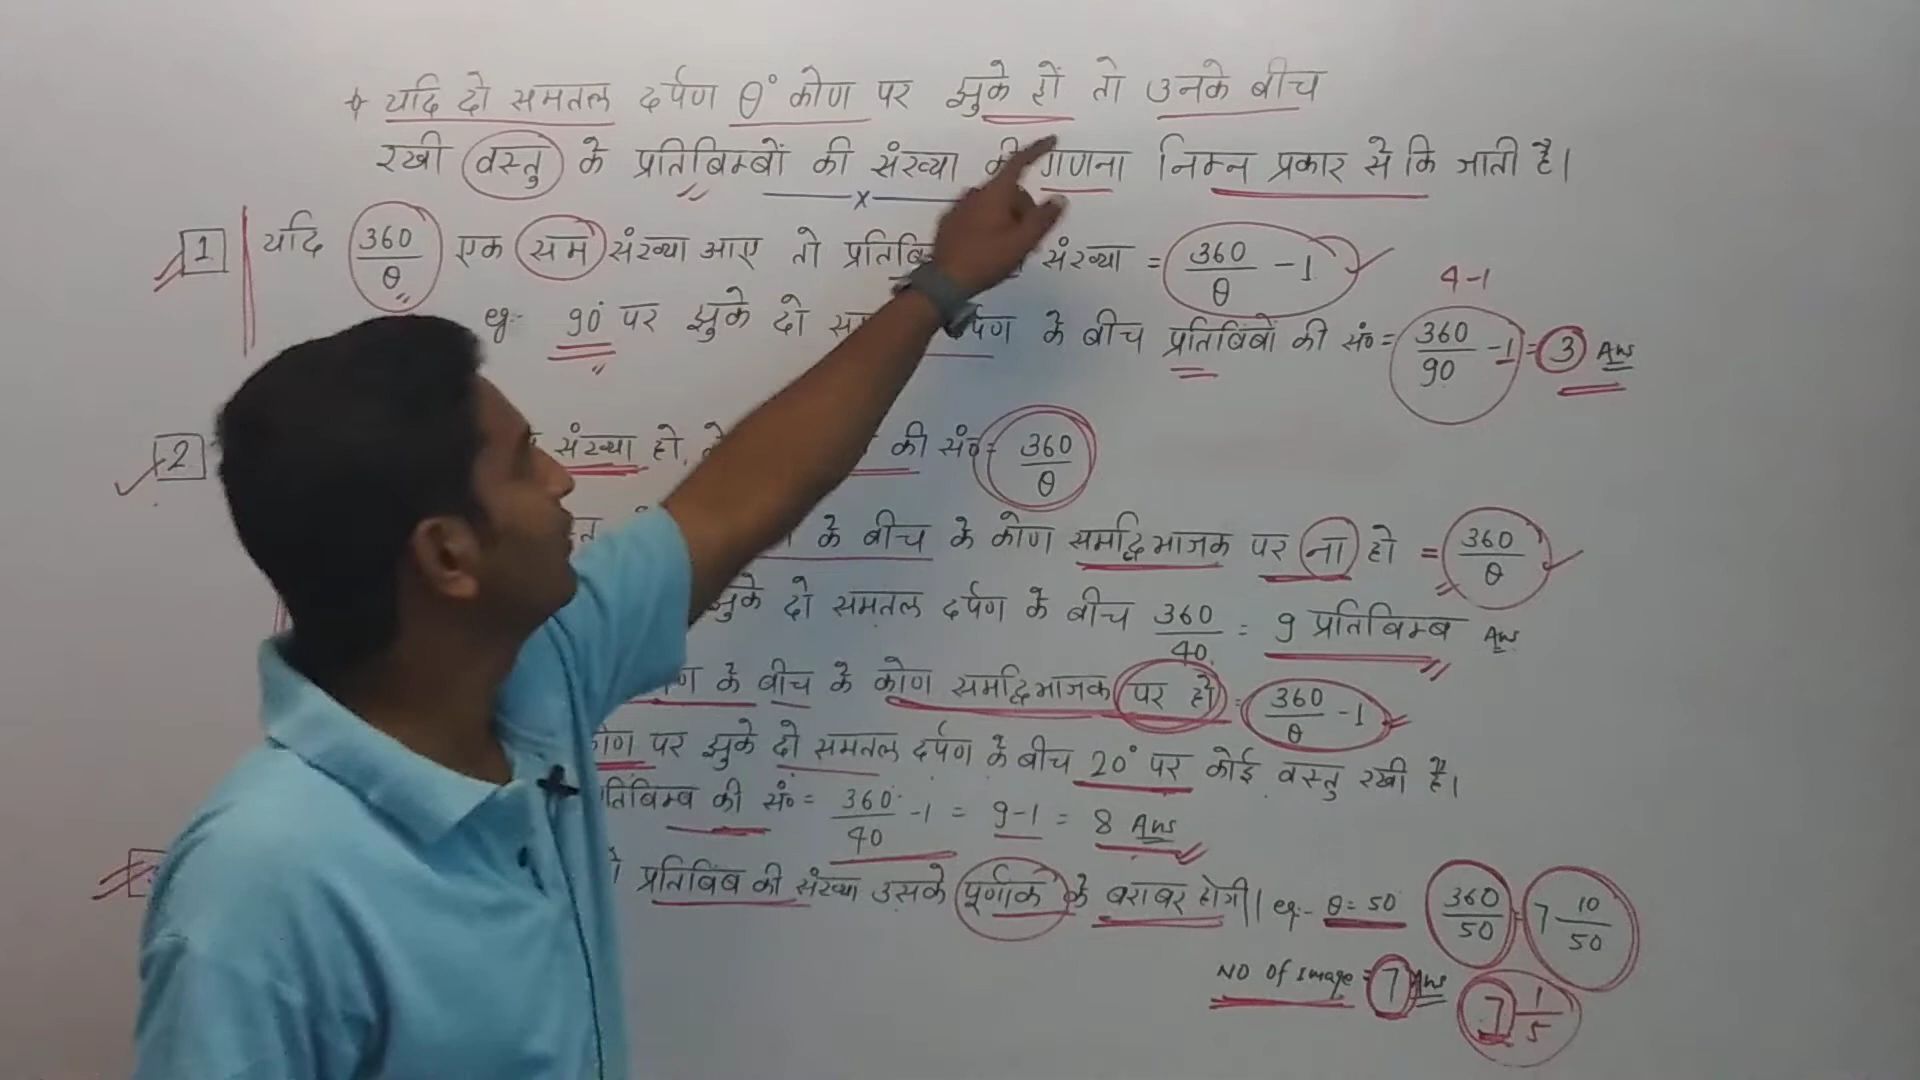 * यदि दो समतल दर्पण θ° कोण पर झुके हों तो उनके बीच
रखी वस्तु के प्रतिबिम्बों की संख्या की गणना निम्न प्रकार से कि जाती है।
1 यदि 360/θ एक सम संख्या आए तो संख्या = 360/θ - 1
4-1
eg:- 90° पर झुके दो के बीच प्रतिबिंबों की सं० = 360/90 - 1 = 3 Ans
2 संख्या हो, की सं० = 360/θ
के बीच के कोण समद्विभाजक पर ना हो = 360/θ
झुके दो समतल दर्पण के बीच 360/40 = 9 प्रतिबिम्ब Ans
के बीच के कोण समद्विभाजक पर हो = 360/θ - 1
पर झुके दो समतल दर्पण के बीच 20° पर कोई वस्तु रखी है।
की सं० = 360/40 - 1 = 9-1 = 8 Ans
प्रतिबिंब की संख्या उसके पूर्णांक के बराबर होगी। eg:- θ = 50 360/50 = 7 10/50
NO of image = 7 Ans 7 1/5